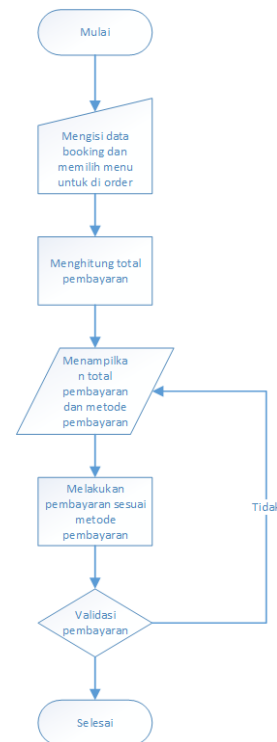 Mulai
Mengisi data
booking dan
memilih menu
untuk di order
Menghitung total
pembayaran
Menampilka
n total
pembayaran
dan metode
pembayaran
Melakukan
pembayaran sesuai
metode
pembayaran
Tidak
Validasi
pembayaran
Selesai